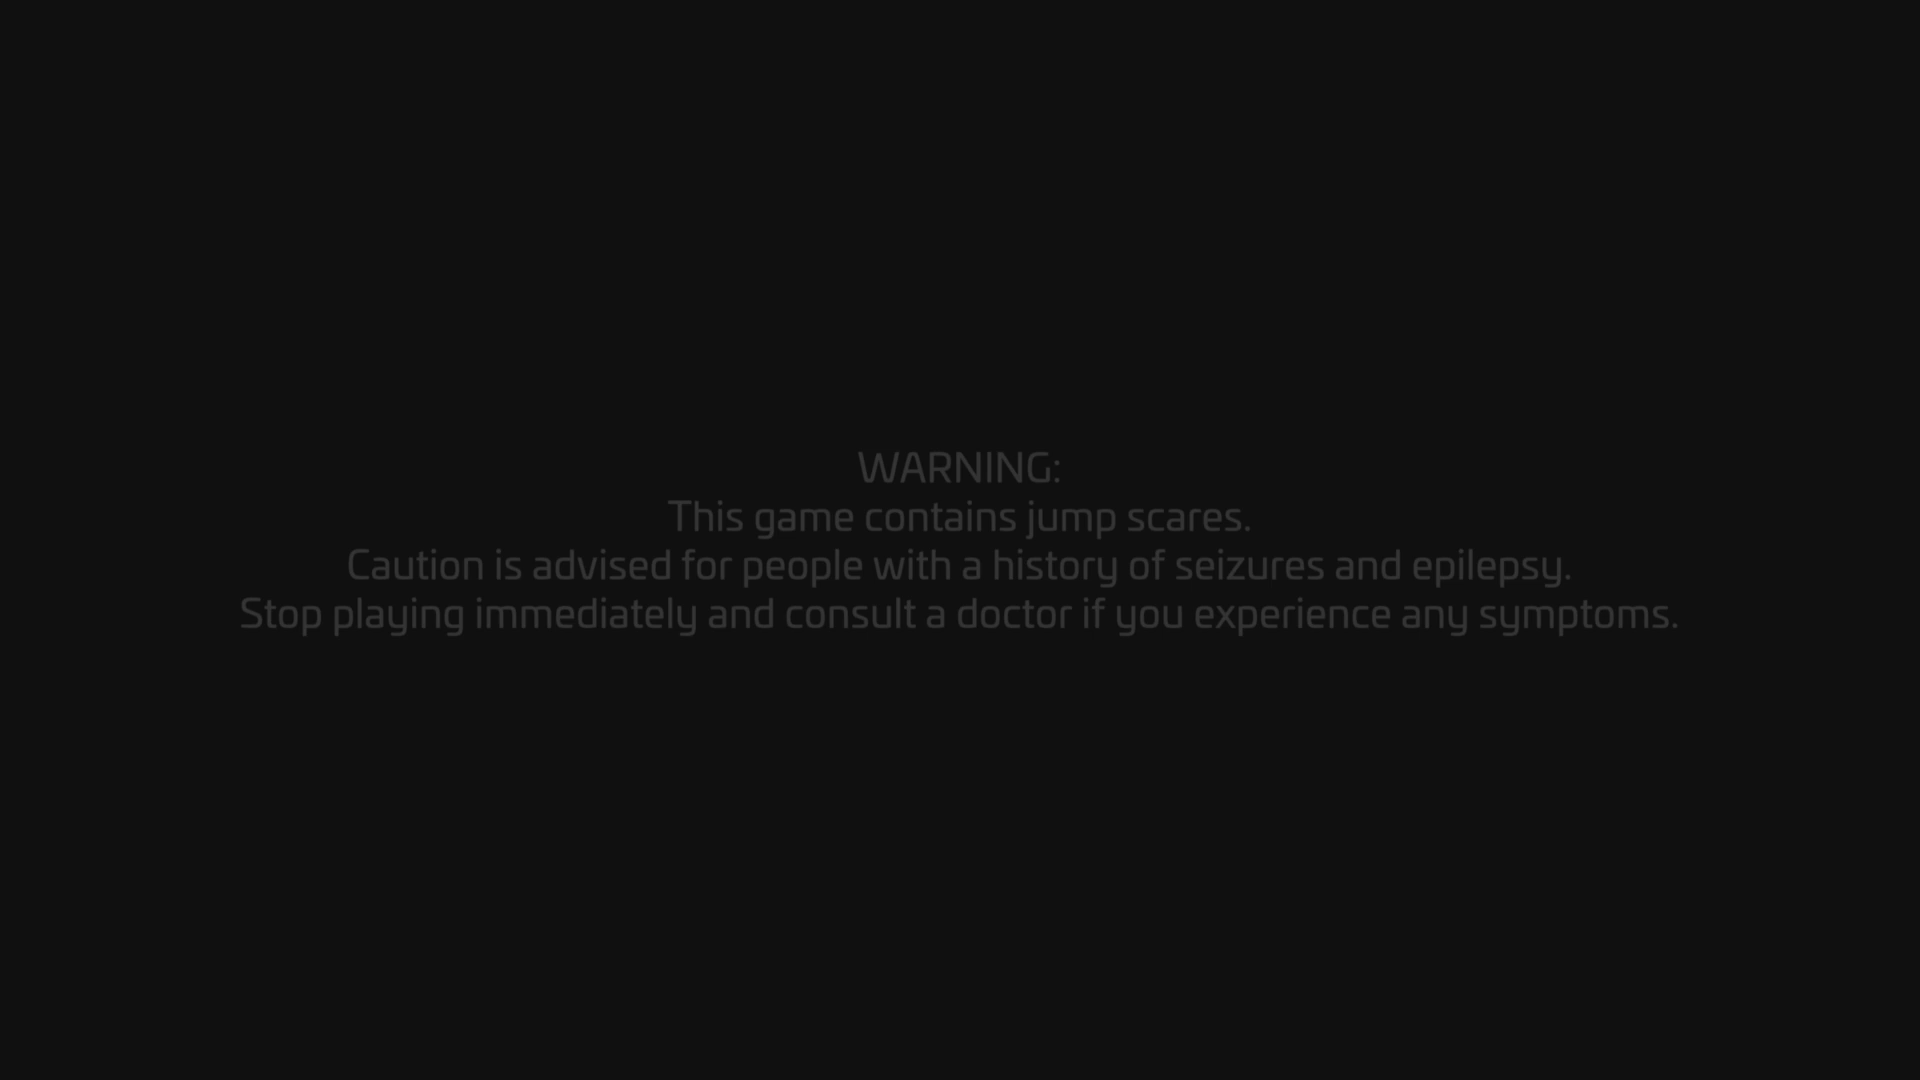 WARNING:
This game contains jump scares.
Caution is advised for people with a history of seizures and epilepsy.
Stop playing immediately and consult a doctor if you experience any symptoms.